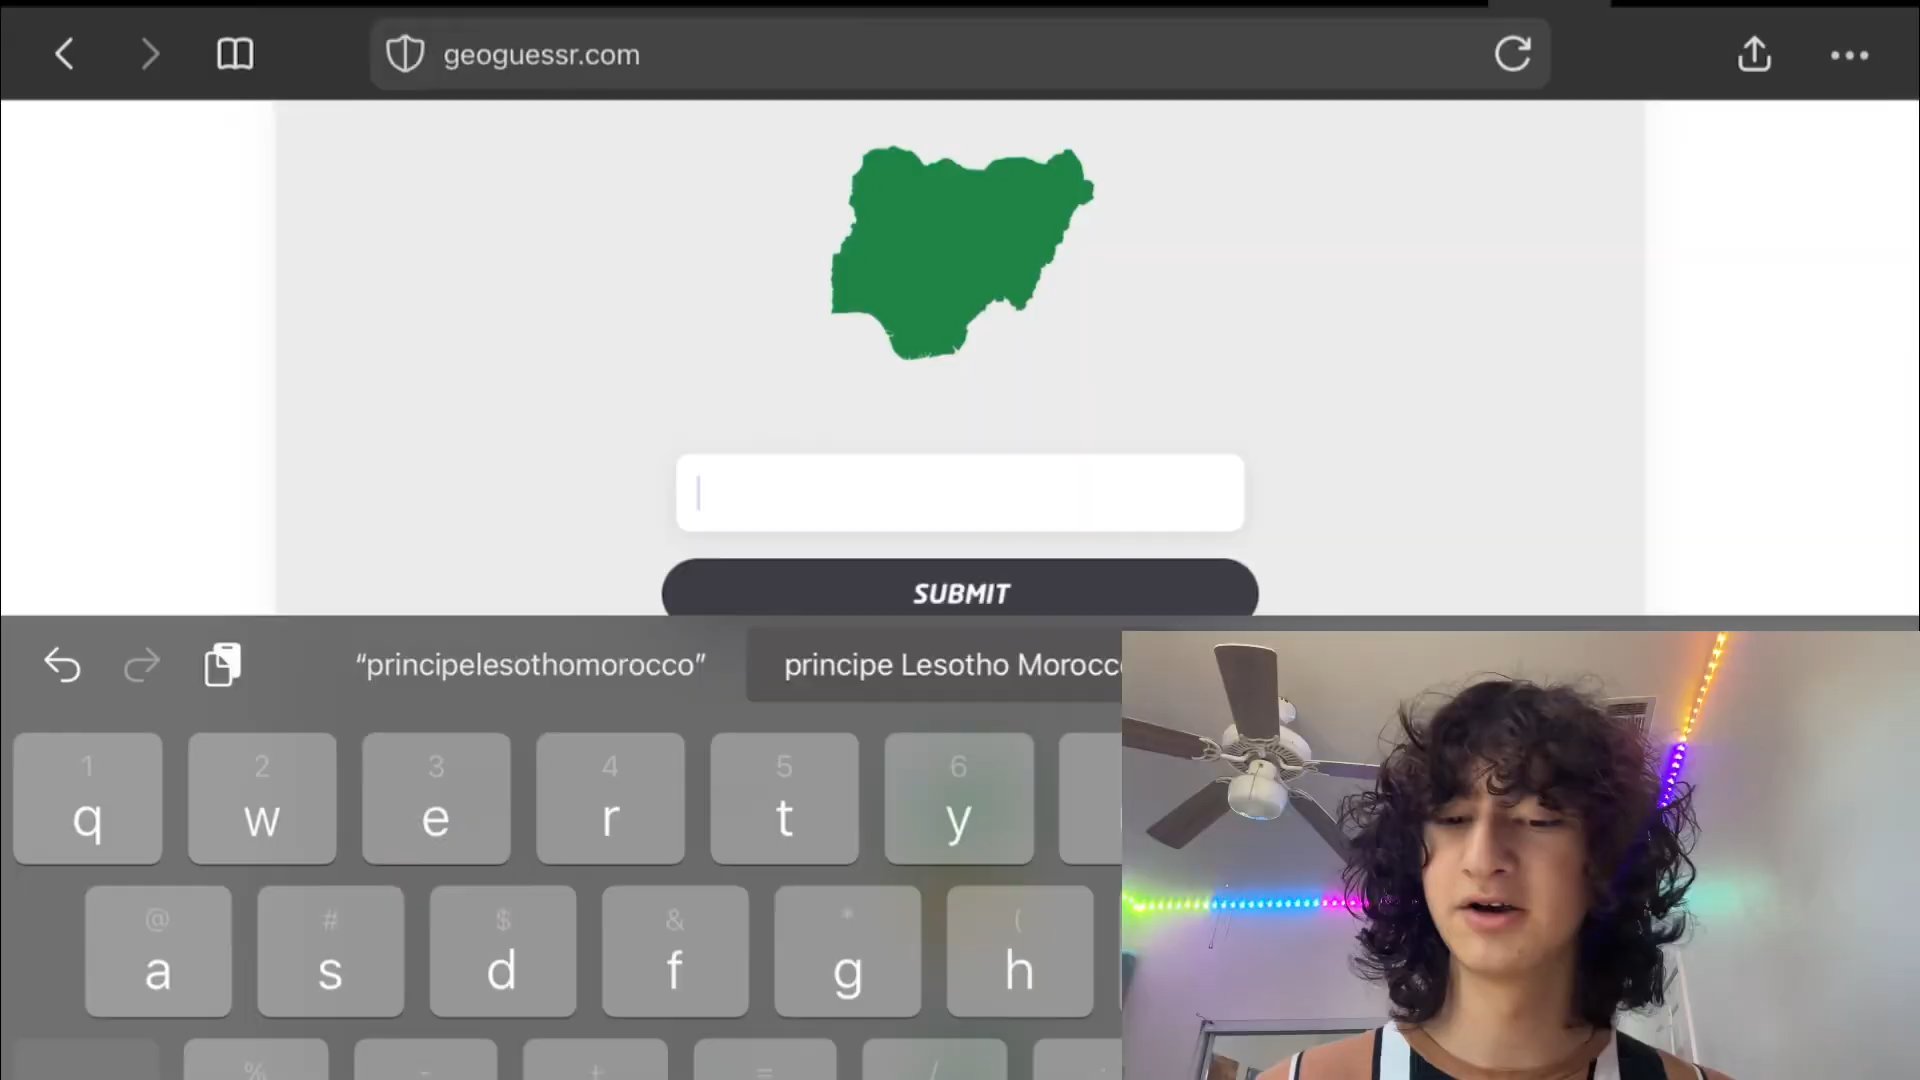 geoguessr.com
SUBMIT
“principelesothomorocco”
principe Lesotho Morocc
1 2 3 4 5 6
q w e r t y
@ # $ & * (
a s d f g h
% - + = /